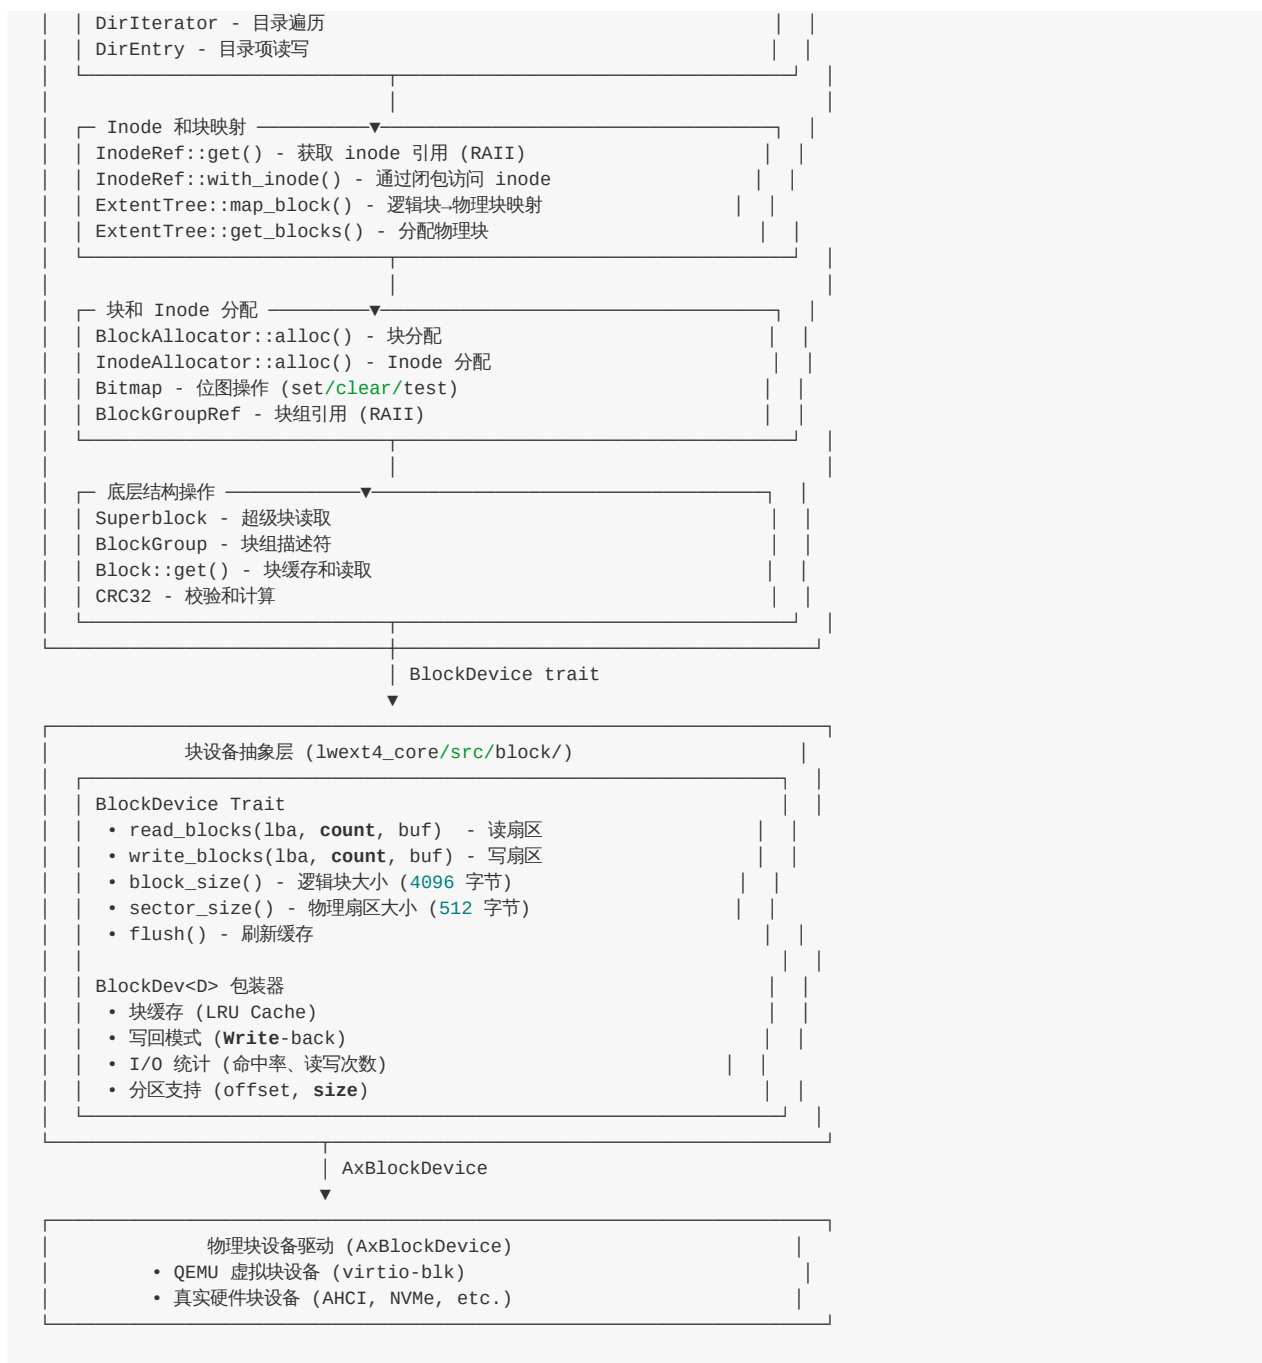 DirIterator - 目录遍历
DirEntry - 目录项读写
Inode 和块映射
InodeRef::get() - 获取 inode 引用 (RAII)
InodeRef::with_inode() - 通过闭包访问 inode
ExtentTree::map_block() - 逻辑块→物理块映射
ExtentTree::get_blocks() - 分配物理块
块和 Inode 分配
BlockAllocator::alloc() - 块分配
InodeAllocator::alloc() - Inode 分配
Bitmap - 位图操作 (set/clear/test)
BlockGroupRef - 块组引用 (RAII)
底层结构操作
Superblock - 超级块读取
BlockGroup - 块组描述符
Block::get() - 块缓存和读取
CRC32 - 校验和计算
BlockDevice trait
块设备抽象层 (lwext4_core/src/block/)
BlockDevice Trait
• read_blocks(lba, count, buf)  - 读扇区
• write_blocks(lba, count, buf) - 写扇区
• block_size() - 逻辑块大小 (4096 字节)
• sector_size() - 物理扇区大小 (512 字节)
• flush() - 刷新缓存
BlockDev<D> 包装器
• 块缓存 (LRU Cache)
• 写回模式 (Write-back)
• I/O 统计 (命中率、读写次数)
• 分区支持 (offset, size)
AxBlockDevice
物理块设备驱动 (AxBlockDevice)
• QEMU 虚拟块设备 (virtio-blk)
• 真实硬件块设备 (AHCI, NVMe, etc.)